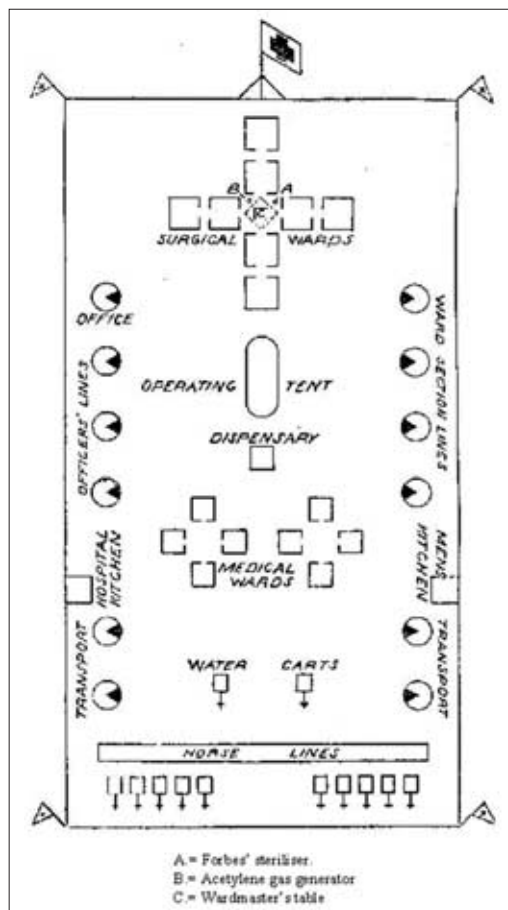 B A
C
SURGICAL WARDS
OFFICE
OFFICERS' LINES
WARD SECTION LINES
OPERATING TENT
DISPENSARY
HOSPITAL
KITCHEN
MENS
KITCHEN
MEDICAL
WARDS
TRANSPORT
TRANSPORT
WATER CARTS
HORSE LINES
A.= Forbes' steriliser.
B.= Acetylene gas generator
C.= Wardmaster's table